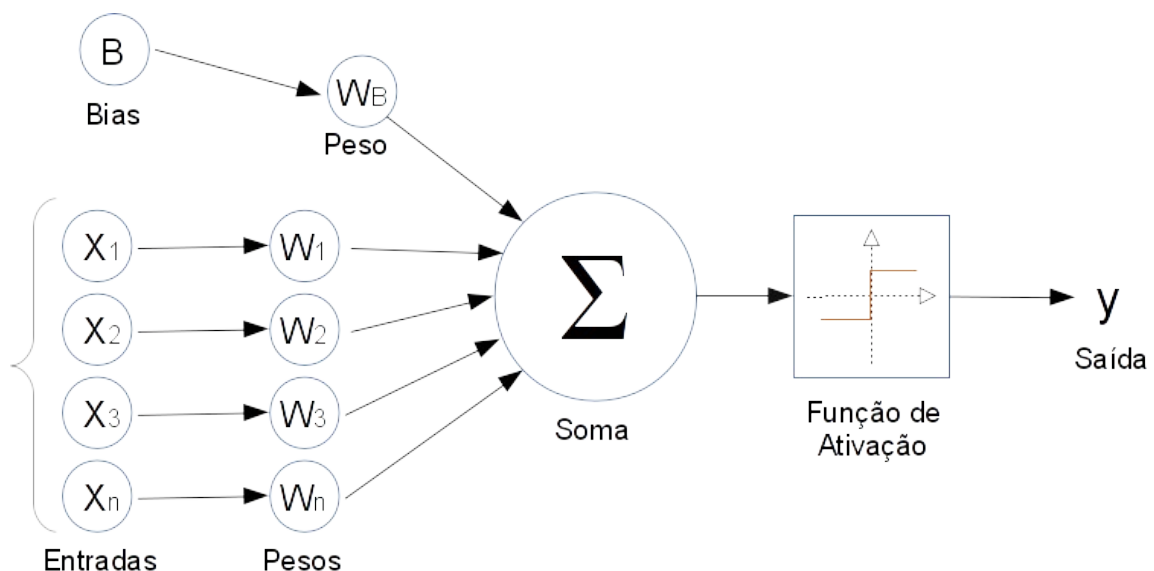 B
Bias
WB
Peso
X1
W1
X2
W2
X3
W3
Xn
Wn
Entradas
Pesos
Σ
Soma
Função de
Ativação
y
Saída